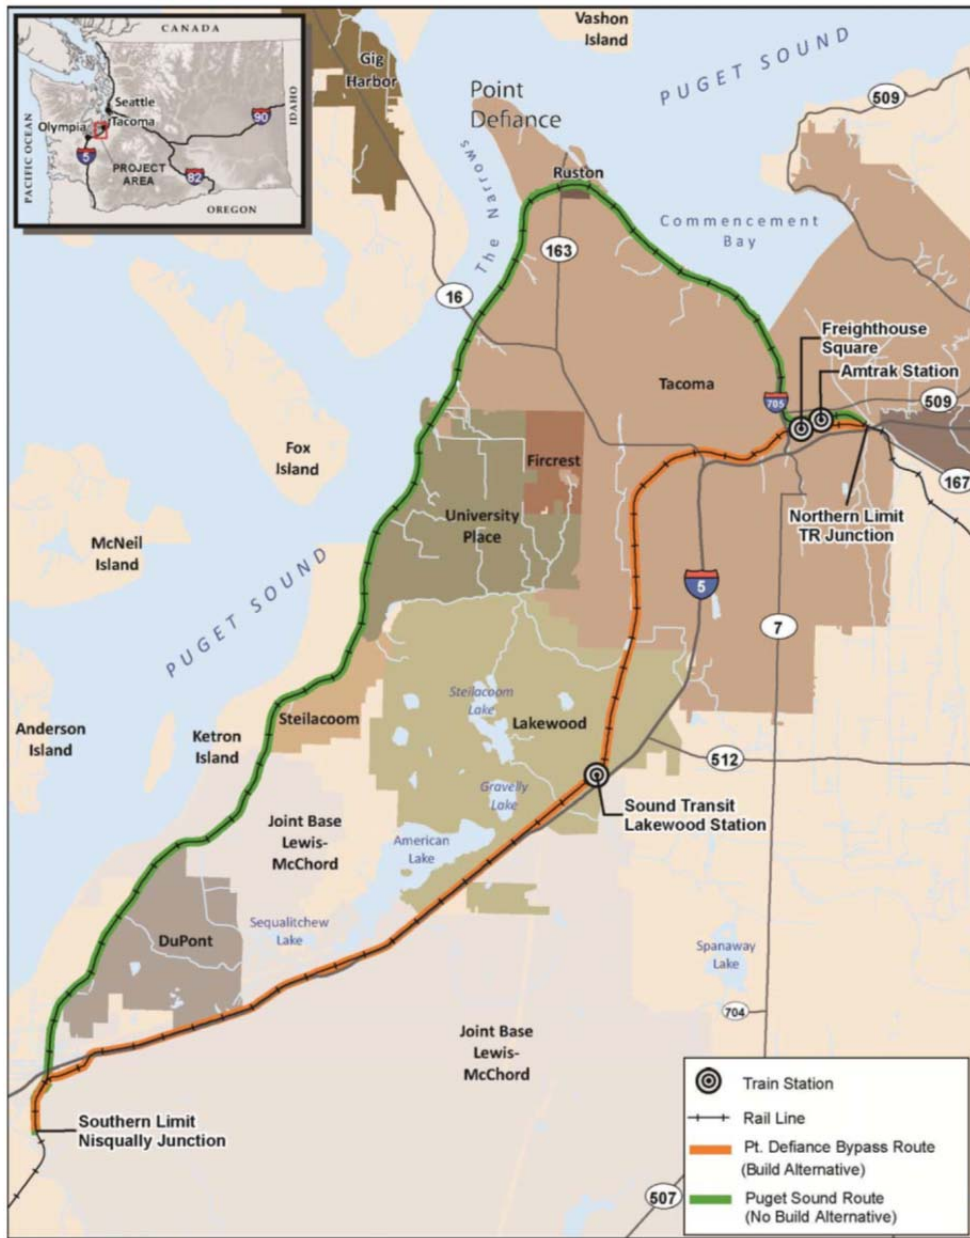 CANADA
Seattle
Tacoma
Olympia
90
5
82
PROJECT
AREA
PACIFIC OCEAN
IDAHO
OREGON
Gig
Harbor
Vashon
Island
PUGET SOUND
Point
Defiance
509
The Narrows
Ruston
Commencement
Bay
163
16
Freighthouse
Square
Amtrak Station
Tacoma
705
509
Fox
Island
Fircrest
167
University
Place
Northern Limit
TR Junction
McNeil
Island
PUGET SOUND
5
7
Steilacoom
Lake
Anderson
Island
Ketron
Island
Steilacoom
Lakewood
512
Gravelly
Lake
Sound Transit
Lakewood Station
Joint Base
Lewis-
McChord
American
Lake
Sequalitchew
Lake
DuPont
Spanaway
Lake
704
Joint Base
Lewis-
McChord
Southern Limit
Nisqually Junction
507
Train Station
Rail Line
Pt. Defiance Bypass Route
(Build Alternative)
Puget Sound Route
(No Build Alternative)